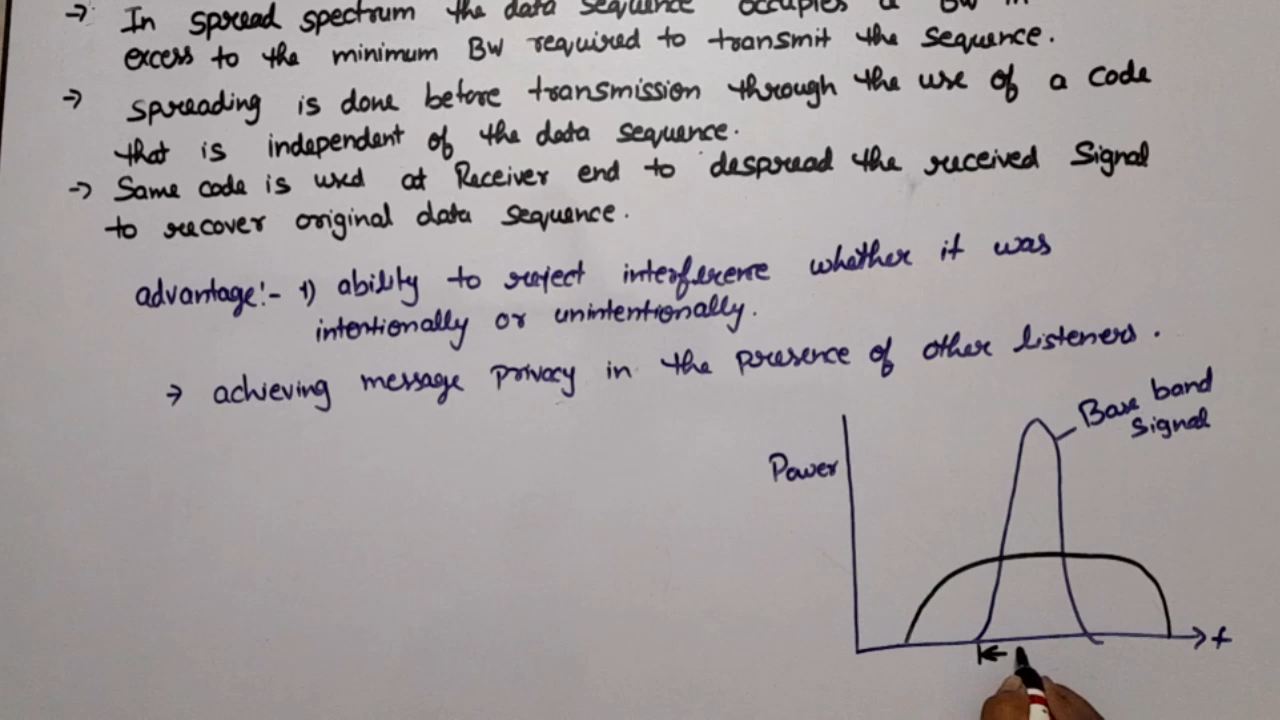 → In spread spectrum the data sequence occupies a BW in
excess to the minimum BW required to transmit the sequence.
→ spreading is done before transmission through the use of a code
that is independent of the data sequence.
→ Same code is used at Receiver end to despread the received Signal
to recover original data sequence.
advantage:- 1) ability to reject interference whether it was
intentionally or unintentionally.
→ achieving message privacy in the presence of other listeners.
Base band
Signal
Power
f